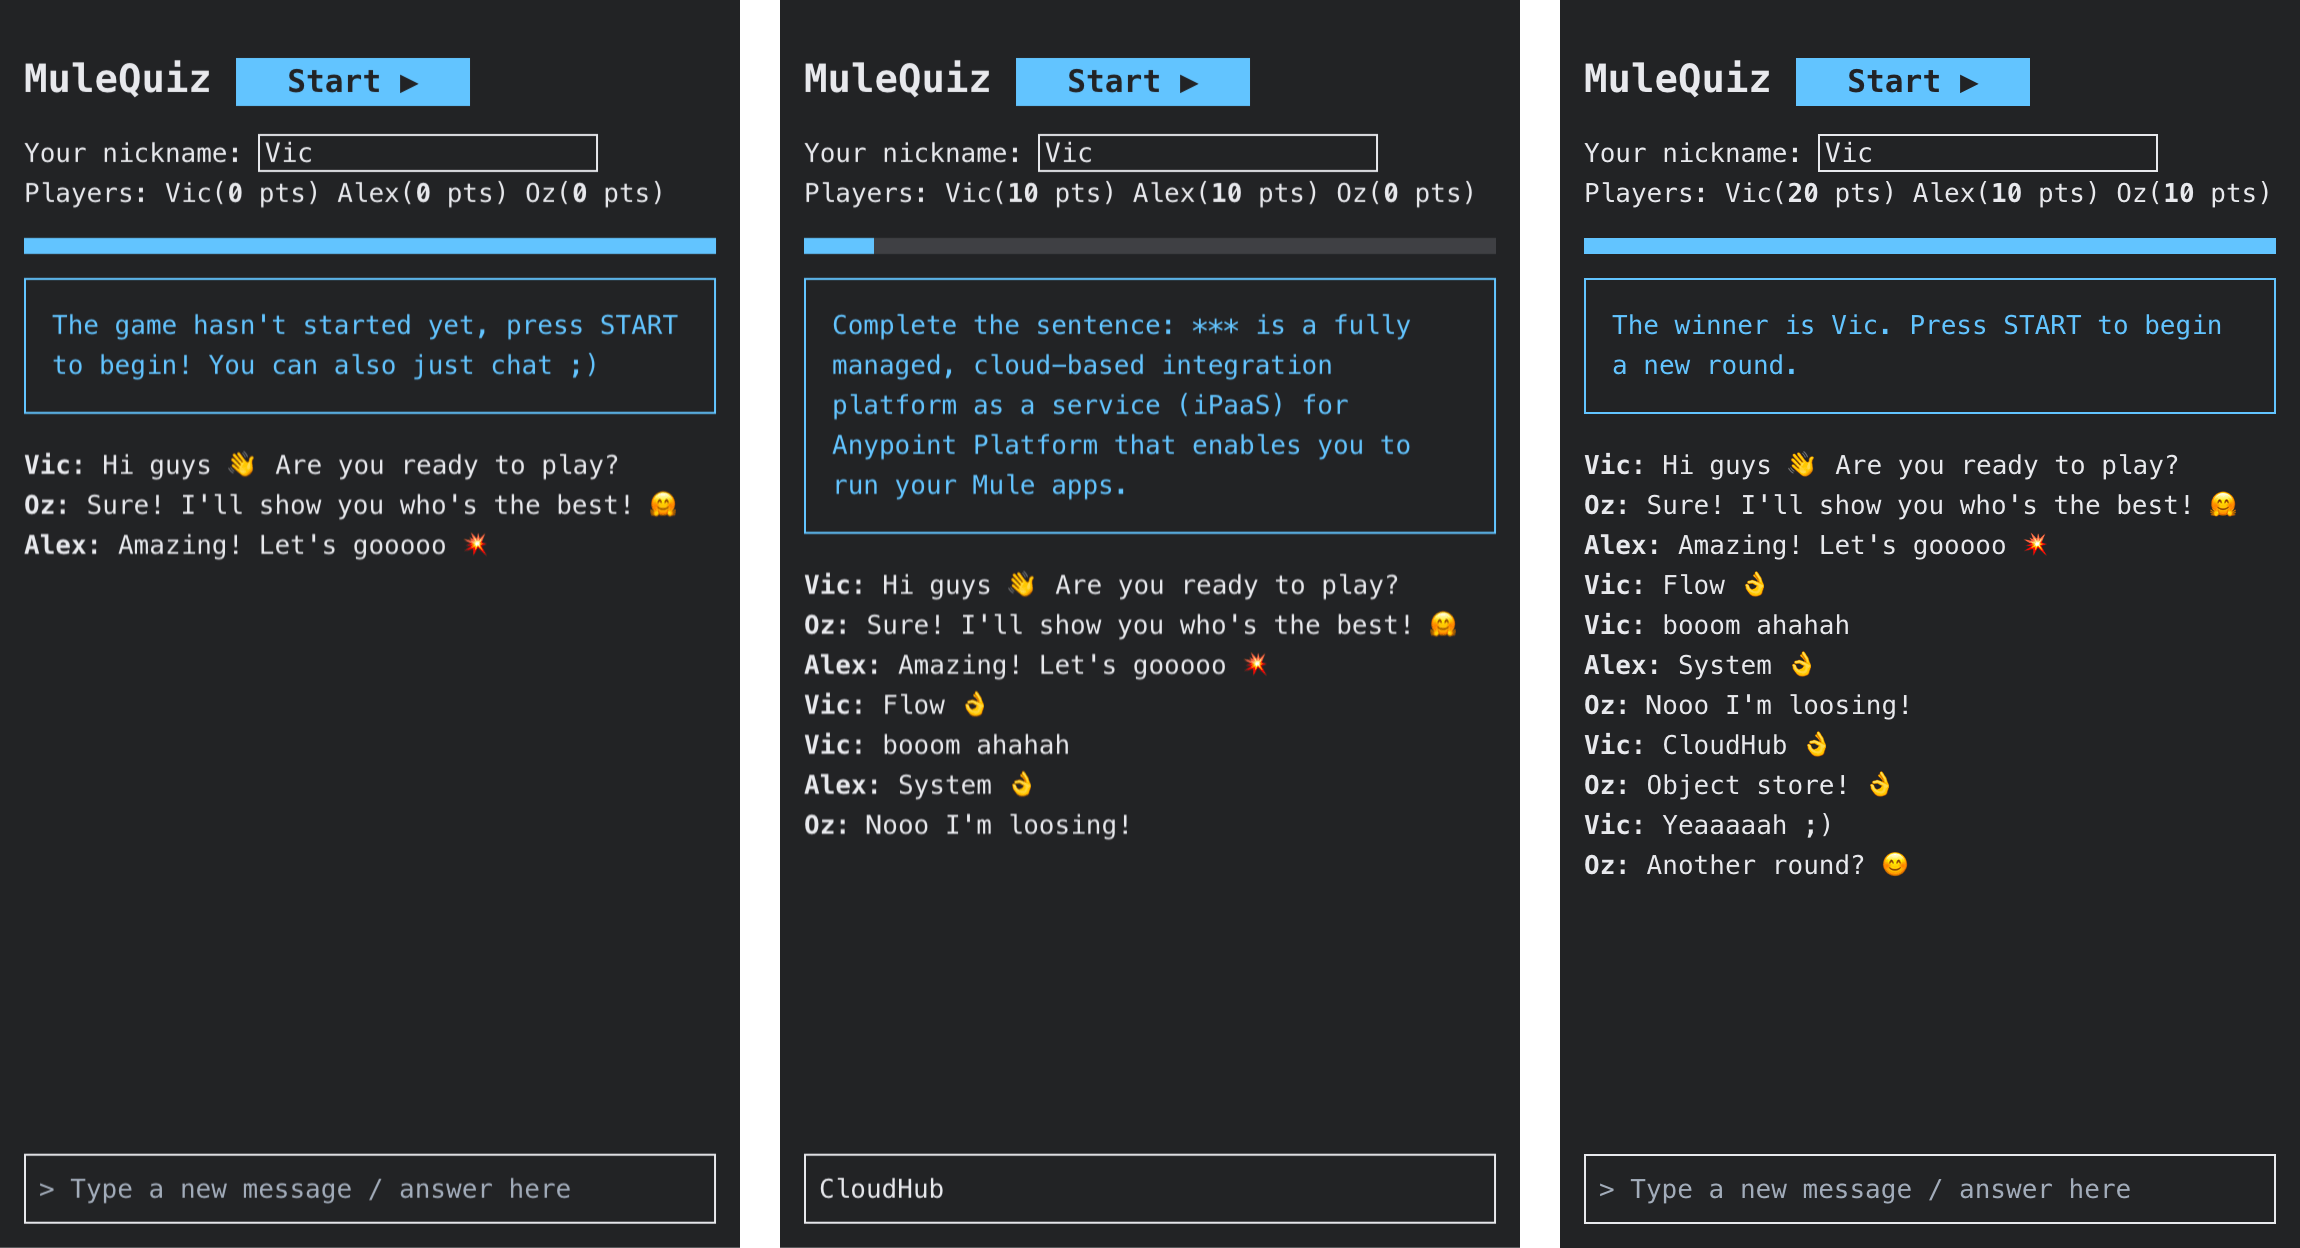 MuleQuiz Start ▶
Your nickname: Vic
Players: Vic(0 pts) Alex(0 pts) Oz(0 pts)
The game hasn't started yet, press START
to begin! You can also just chat ;)
Vic: Hi guys 👋 Are you ready to play?
Oz: Sure! I'll show you who's the best! 🤗
Alex: Amazing! Let's gooooo 💥
> Type a new message / answer here
MuleQuiz Start ▶
Your nickname: Vic
Players: Vic(10 pts) Alex(10 pts) Oz(0 pts)
Complete the sentence: *** is a fully
managed, cloud-based integration
platform as a service (iPaaS) for
Anypoint Platform that enables you to
run your Mule apps.
Vic: Hi guys 👋 Are you ready to play?
Oz: Sure! I'll show you who's the best! 🤗
Alex: Amazing! Let's gooooo 💥
Vic: Flow 👌
Vic: booom ahahah
Alex: System 👌
Oz: Nooo I'm loosing!
CloudHub
MuleQuiz Start ▶
Your nickname: Vic
Players: Vic(20 pts) Alex(10 pts) Oz(10 pts)
The winner is Vic. Press START to begin
a new round.
Vic: Hi guys 👋 Are you ready to play?
Oz: Sure! I'll show you who's the best! 🤗
Alex: Amazing! Let's gooooo 💥
Vic: Flow 👌
Vic: booom ahahah
Alex: System 👌
Oz: Nooo I'm loosing!
Vic: CloudHub 👌
Oz: Object store! 👌
Vic: Yeaaaaah ;)
Oz: Another round? 😊
> Type a new message / answer here